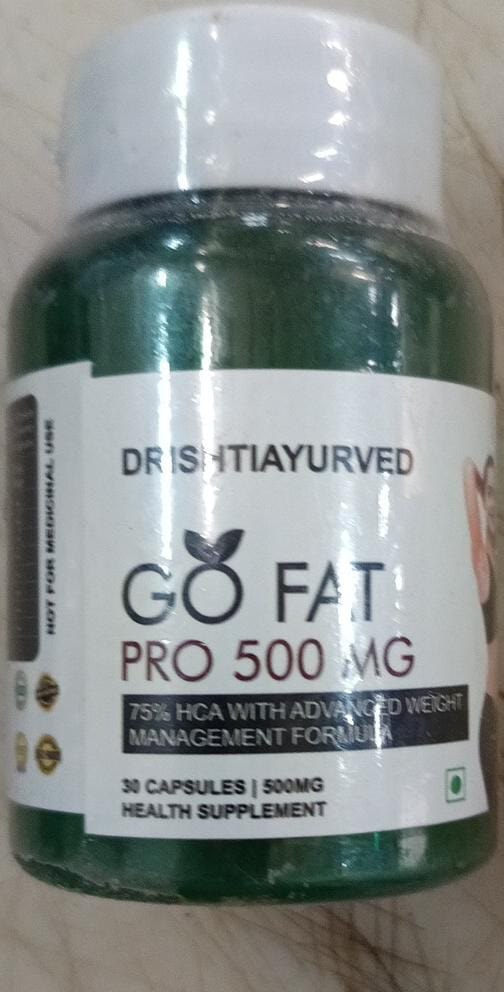 DRISHTIAYURVED
GO FAT
PRO 500 MG
75% HCA WITH ADVANCED WEIGHT
MANAGEMENT FORMULA
30 CAPSULES | 500MG
HEALTH SUPPLEMENT
NOT FOR MEDICINAL USE